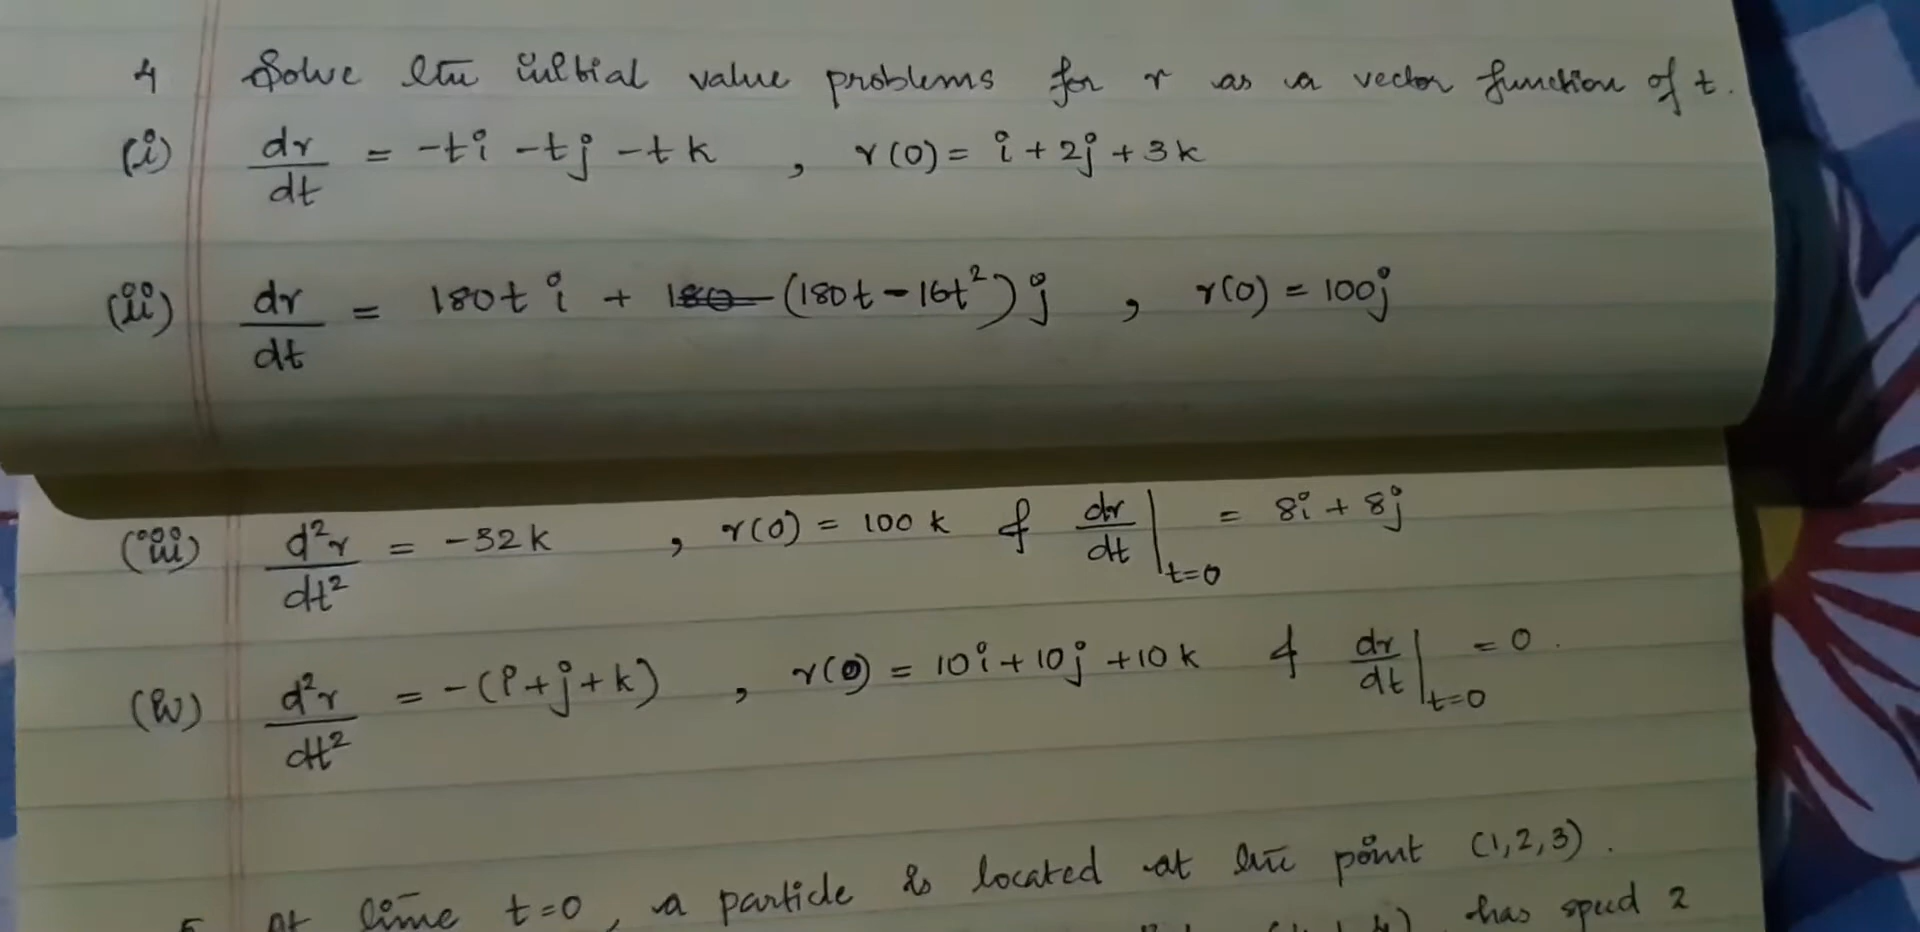 4 Solve the initial value problems for r as a vector function of t.
(i) dr/dt = -ti -tj -tk , r(0) = i + 2j + 3k
(ii) dr/dt = 180t i + 180 (180t - 16t²) j , r(0) = 100j
(iii) d²r/dt² = -32k , r(0) = 100 k & dr/dt |t=0 = 8i + 8j
(iv) d²r/dt² = -(i+j+k) , r(0) = 10i + 10j + 10k & dr/dt |t=0 = 0.
5 At time t=0, a particle is located at the point (1,2,3).
has speed 2